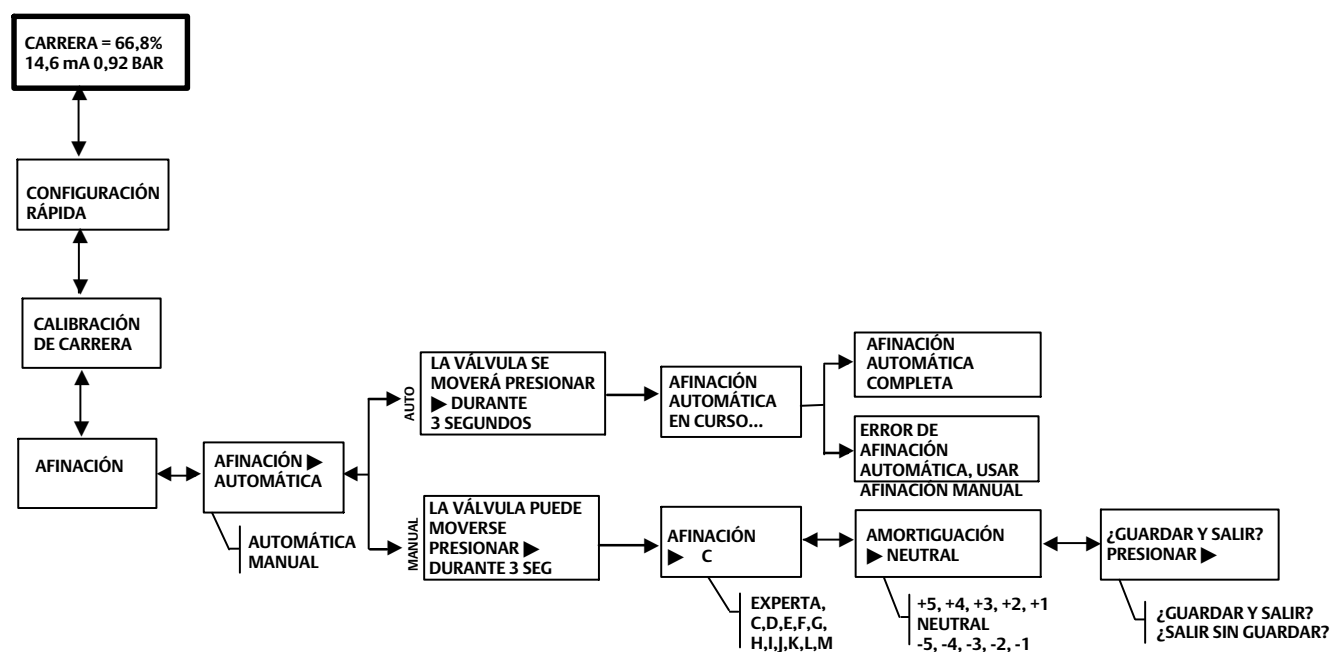 CARRERA = 66,8%
14,6 mA 0,92 BAR
CONFIGURACIÓN
RÁPIDA
CALIBRACIÓN
DE CARRERA
AFINACIÓN
AFINACIÓN ▶
AUTOMÁTICA
AUTOMÁTICA
MANUAL
AUTO
LA VÁLVULA SE
MOVERÁ PRESIONAR
▶ DURANTE
3 SEGUNDOS
AFINACIÓN
AUTOMÁTICA
EN CURSO...
AFINACIÓN
AUTOMÁTICA
COMPLETA
ERROR DE
AFINACIÓN
AUTOMÁTICA, USAR
AFINACIÓN MANUAL
MANUAL
LA VÁLVULA PUEDE
MOVERSE
PRESIONAR ▶
DURANTE 3 SEG
AFINACIÓN
▶ C
EXPERTA,
C,D,E,F,G,
H,I,J,K,L,M
AMORTIGUACIÓN
▶ NEUTRAL
+5, +4, +3, +2, +1
NEUTRAL
-5, -4, -3, -2, -1
¿GUARDAR Y SALIR?
PRESIONAR ▶
¿GUARDAR Y SALIR?
¿SALIR SIN GUARDAR?